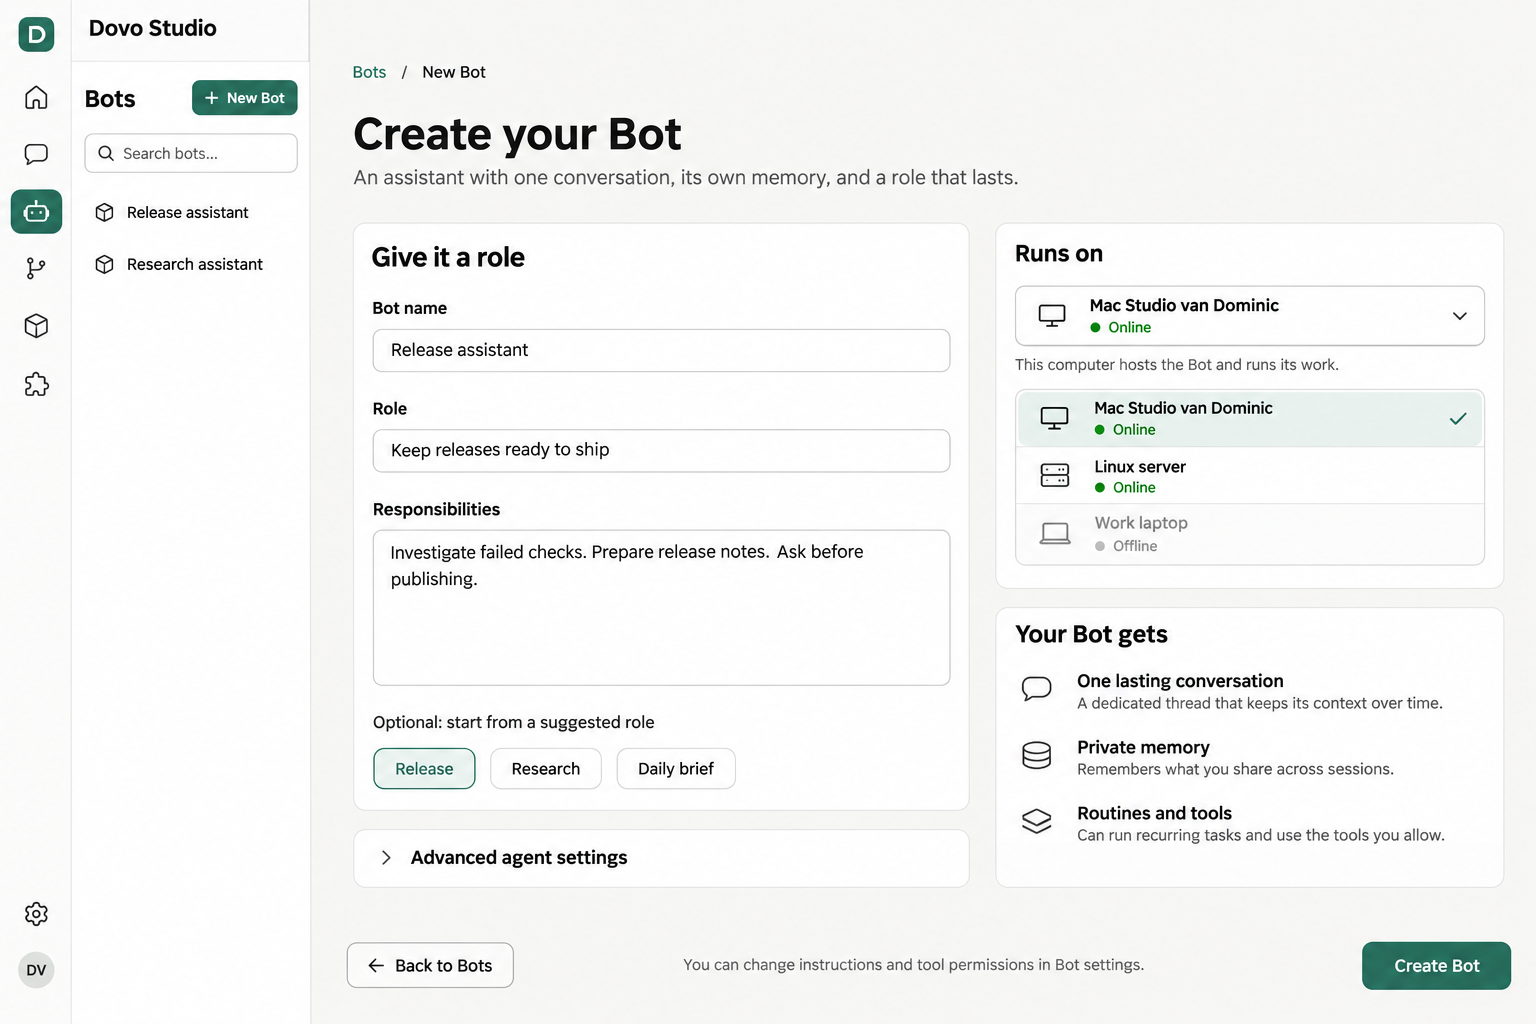 D
Dovo Studio
Bots
+ New Bot
Search bots...
Release assistant
Research assistant
DV
Bots / New Bot
Create your Bot
An assistant with one conversation, its own memory, and a role that lasts.
Give it a role
Bot name
Release assistant
Role
Keep releases ready to ship
Responsibilities
Investigate failed checks. Prepare release notes. Ask before
publishing.
Optional: start from a suggested role
Release
Research
Daily brief
Advanced agent settings
Runs on
Mac Studio van Dominic
Online
This computer hosts the Bot and runs its work.
Mac Studio van Dominic
Online
Linux server
Online
Work laptop
Offline
Your Bot gets
One lasting conversation
A dedicated thread that keeps its context over time.
Private memory
Remembers what you share across sessions.
Routines and tools
Can run recurring tasks and use the tools you allow.
Back to Bots
You can change instructions and tool permissions in Bot settings.
Create Bot